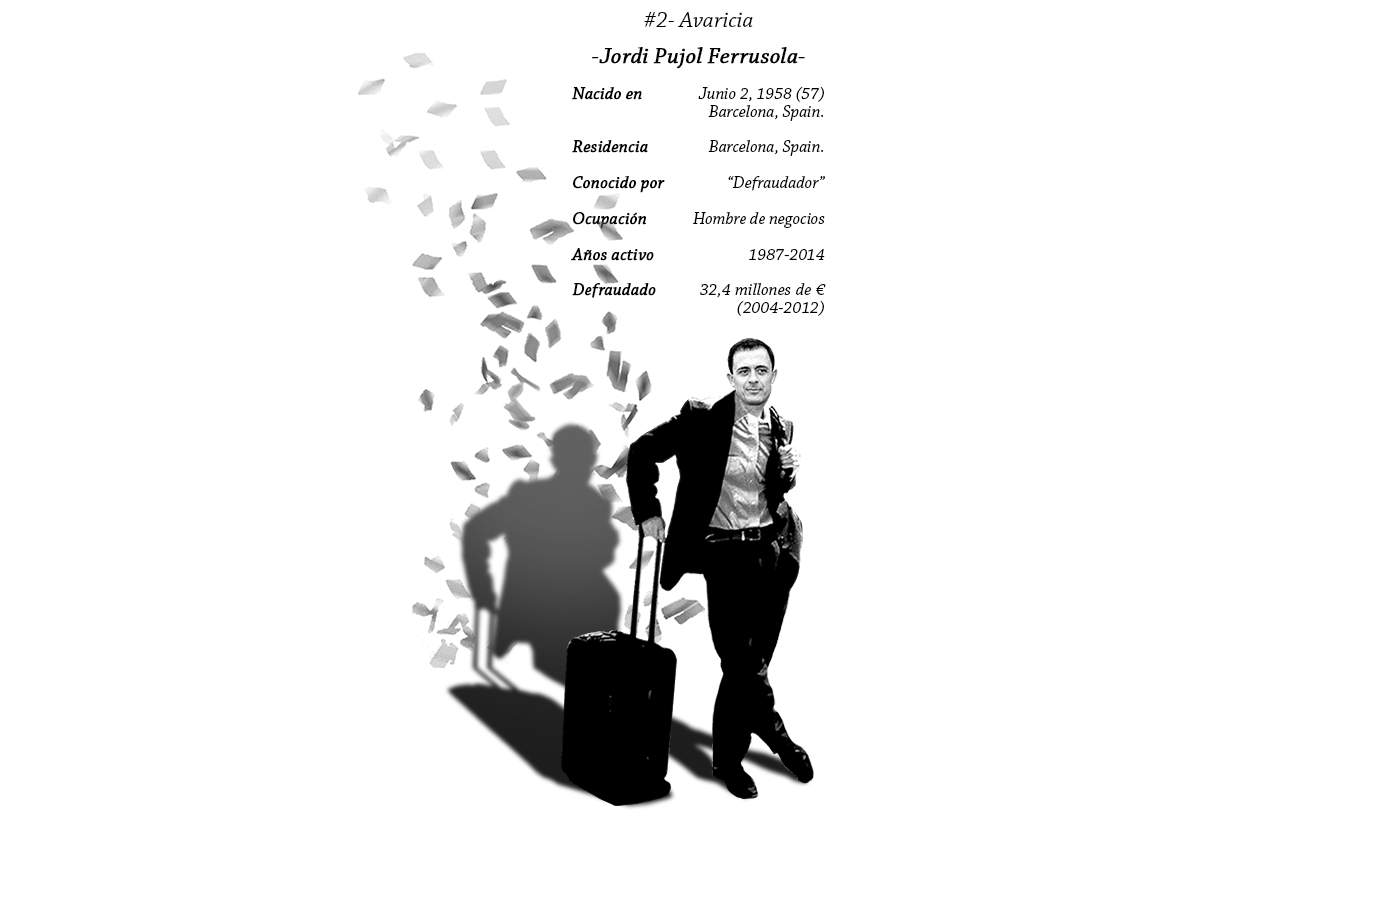 #2- Avaricia
-Jordi Pujol Ferrusola-
Nacido en Junio 2, 1958 (57)
Barcelona, Spain.
Residencia Barcelona, Spain.
Conocido por “Defraudador”
Ocupación Hombre de negocios
Años activo 1987-2014
Defraudado 32,4 millones de €
(2004-2012)